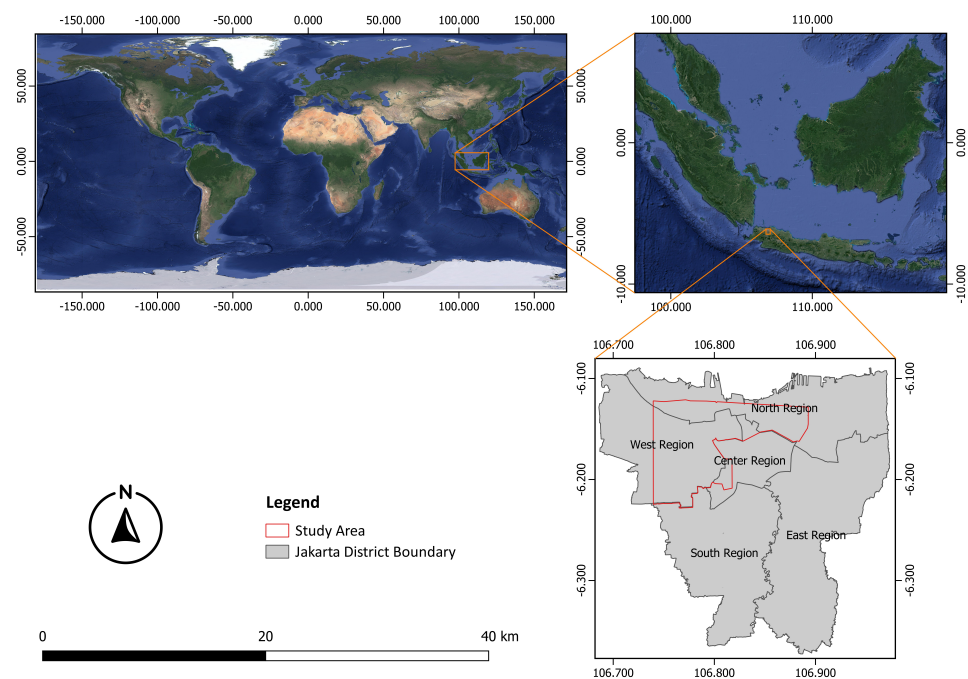 -150.000 -100.000 -50.000 0.000 50.000 100.000 150.000
50.000 0.000 -50.000
50.000 0.000 -50.000
-150.000 -100.000 -50.000 0.000 50.000 100.000 150.000
100.000 110.000
0.000 -10.000
0.000 -10.000
100.000 110.000
106.700 106.800 106.900
-6.100 -6.200 -6.300
-6.100 -6.200 -6.300
North Region
West Region
Center Region
East Region
South Region
106.700 106.800 106.900
N
Legend
Study Area
Jakarta District Boundary
0 20 40 km